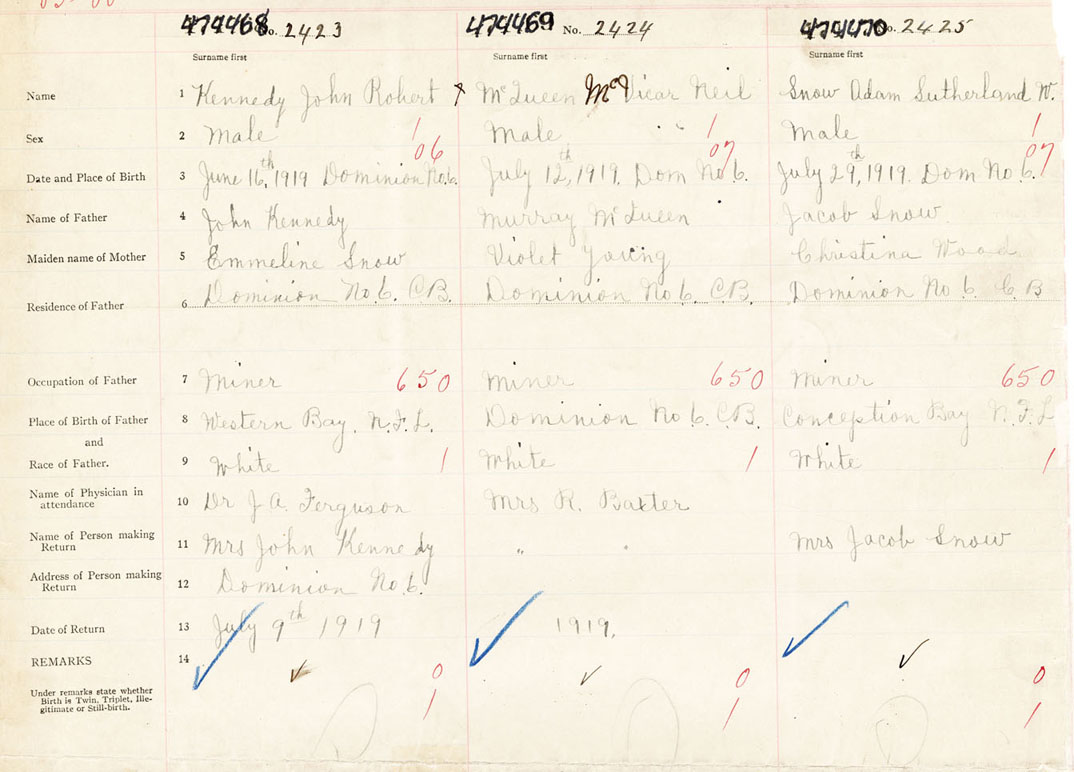 03-00
474468 No. 2423 474469 No. 2424 474470 No. 2425
Surname first Surname first Surname first
Name 1 Kennedy John Robert McQueen McVicar Neil Snow Adam Sutherland W.
Sex 2 Male 1 Male 1 Male 1
06 07 07
Date and Place of Birth 3 June 16th, 1919 Dominion No.6. July 12th, 1919. Dom No 6. July 29th, 1919. Dom No 6.
Name of Father 4 John Kennedy Murray McQueen Jacob Snow
Maiden name of Mother 5 Emmeline Snow Violet Young Christina Wood
Residence of Father 6 Dominion No. 6. C.B. Dominion No 6. C.B. Dominion No 6. C.B
Occupation of Father 7 Miner 650 Miner 650 Miner 650
Place of Birth of Father 8 Western Bay, N.F.L. Dominion No 6. C.B. Conception Bay N.F.L
and
Race of Father. 9 White 1 White 1 White 1
Name of Physician in attendance 10 Dr J A. Ferguson Mrs R. Baxter
Name of Person making Return 11 Mrs John Kennedy " " Mrs Jacob Snow
Address of Person making Return 12 Dominion No. 6.
Date of Return 13 July 9th 1919 1919.
REMARKS 14
0 0 0
Under remarks state whether
Birth is Twin, Triplet, Ille-
gitimate or Still-birth.
1 1 1